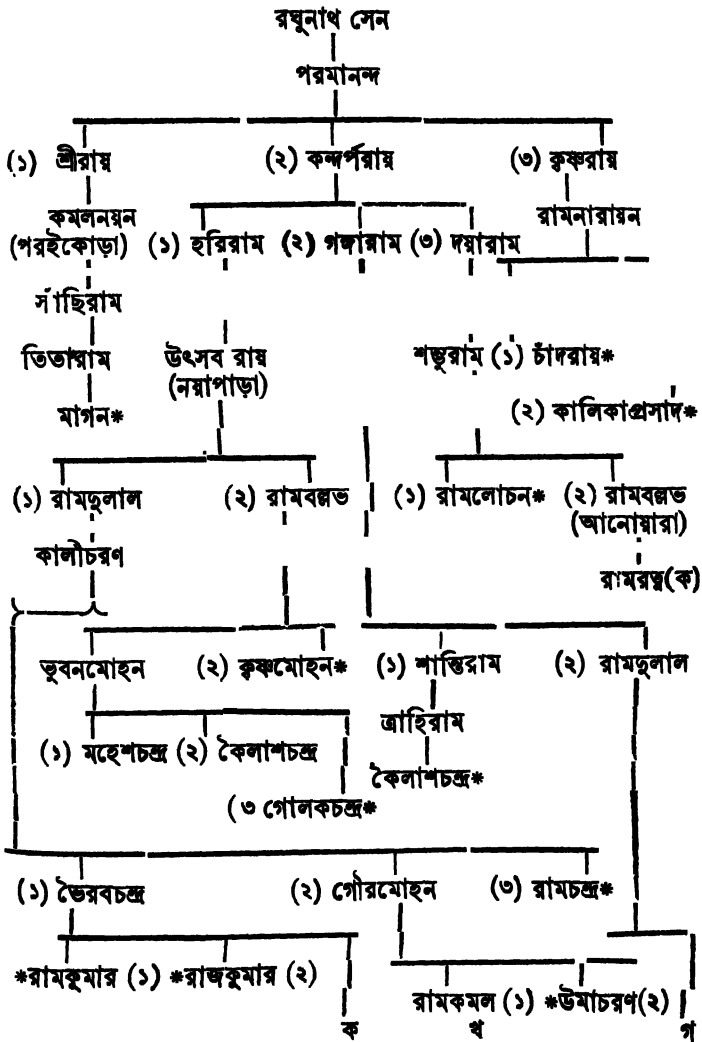 রঘুনাথ সেন
পরমানন্দ
(১) শ্রীরায় (২) কন্দর্পরায় (৩) কৃষ্ণরায়
কমলনয়ন রামনারায়ন
(পরইকোড়া) (১) হরিরাম (২) গঙ্গারাম (৩) দয়ারাম
সাঁছিরাম
তিতারাম উৎসব রায় শম্ভুরাম (১) চাঁদরায়*
(নয়াপাড়া)
মাগন* (২) কালিকাপ্রসাদ*
(১) রামদুলাল (২) রামবল্লভ (১) রামলোচন* (২) রামবল্লভ
(আনোয়ারা)
কালীচরণ
রামরত্ন(ক)
ভুবনমোহন (২) কৃষ্ণমোহন* (১) শান্তিরাম (২) রামদুলাল
ত্রাহিরাম
(১) মহেশচন্দ্র (২) কৈলাশচন্দ্র
কৈলাশচন্দ্র*
(৩ গোলকচন্দ্র*
(১) ভৈরবচন্দ্র (২) গৌরমোহন (৩) রামচন্দ্র*
*রামকুমার (১) *রাজকুমার (২)
রামকমল (১) *উমাচরণ(২)
ক খ গ